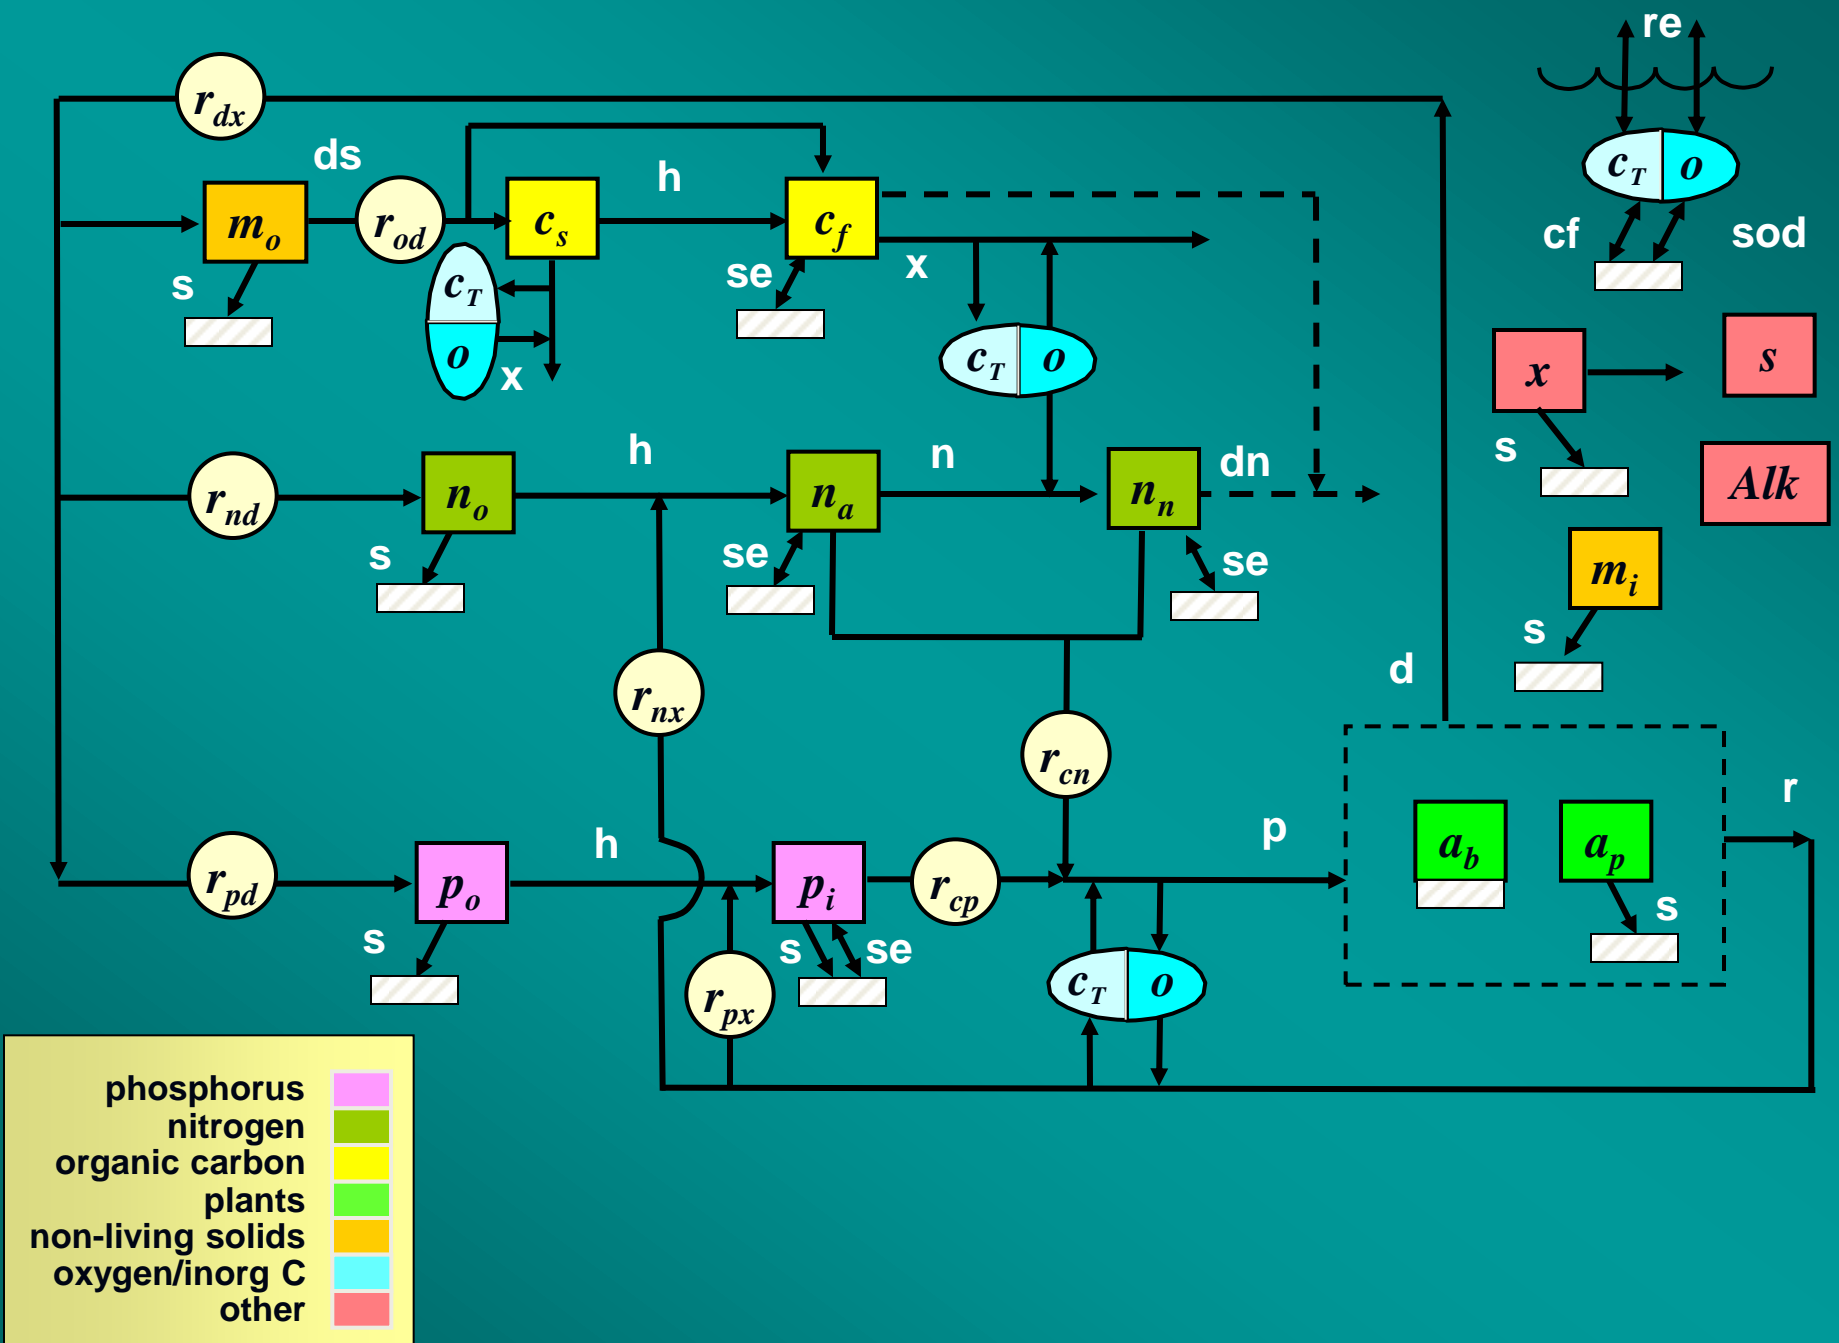 re
r_dx
ds
h
c_T o
m_o r_od c_s c_f
cf sod
s se x
c_T
o x
c_T o
x s
h n dn
s
r_nd n_o n_a n_n Alk
s se se
m_i
s
d
r_nx
r_cn
r
h p
a_b a_p
r_pd p_o p_i r_cp
s s se s
r_px c_T o
phosphorus
nitrogen
organic carbon
plants
non-living solids
oxygen/inorg C
other